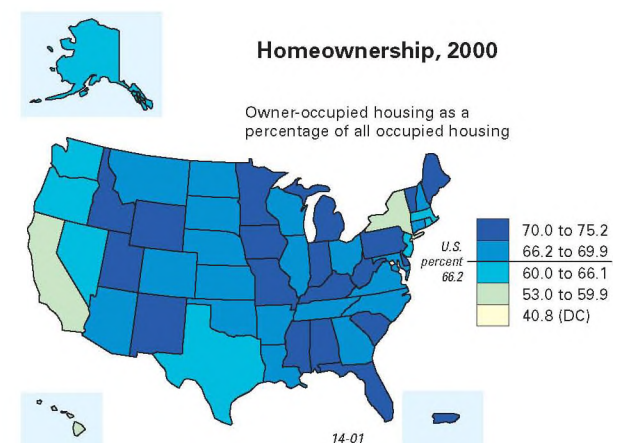 Homeownership, 2000
Owner-occupied housing as a
percentage of all occupied housing
U.S.
percent
66.2
70.0 to 75.2
66.2 to 69.9
60.0 to 66.1
53.0 to 59.9
40.8 (DC)
14-01